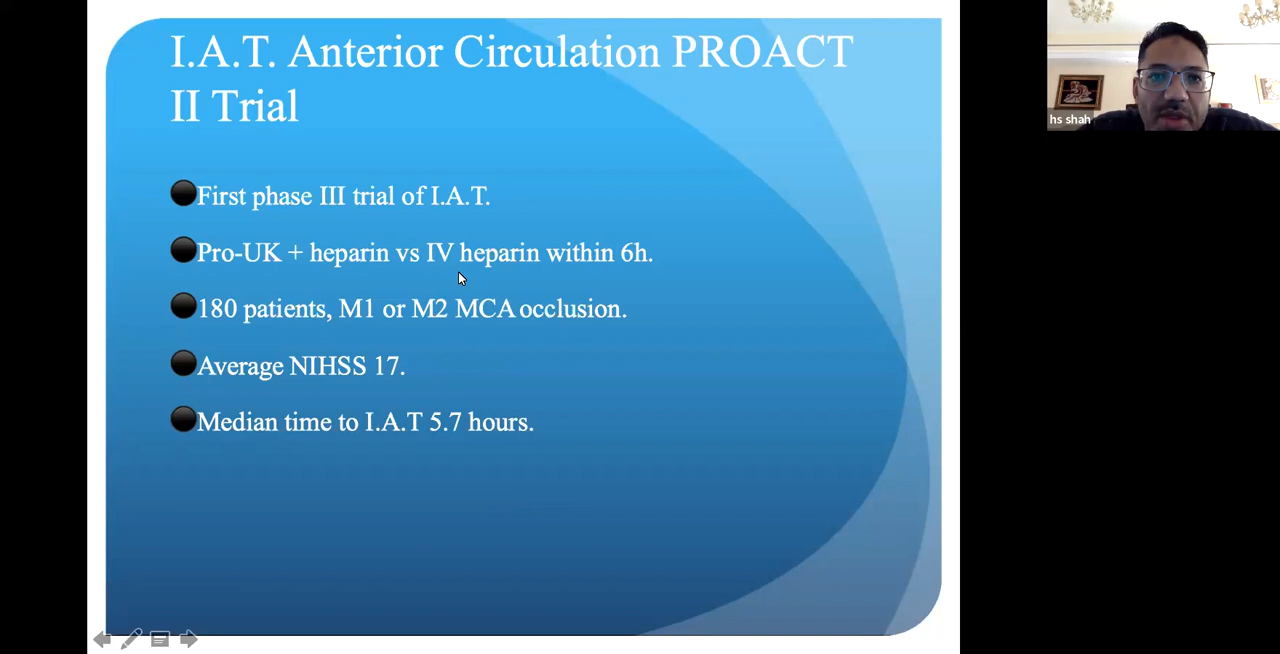 I.A.T. Anterior Circulation PROACT
II Trial
First phase III trial of I.A.T.
Pro-UK + heparin vs IV heparin within 6h.
180 patients, M1 or M2 MCA occlusion.
Average NIHSS 17.
Median time to I.A.T 5.7 hours.
hs shah